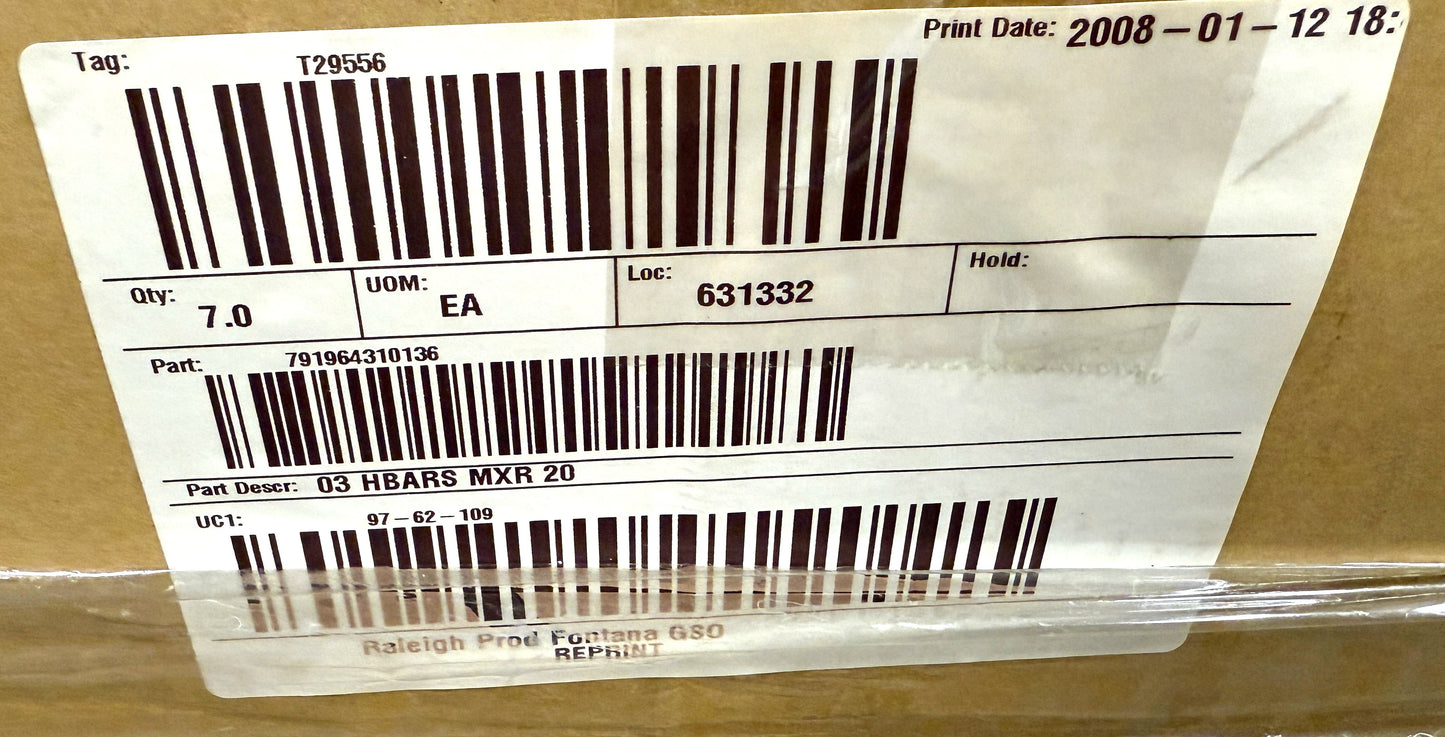 Tag: T29556 Print Date: 2008-01-12 18:
Qty: 7.0 UOM: EA Loc: 631332 Hold:
Part: 791964310136
Part Descr: 03 HBARS MXR 20
UC1: 97-62-109
Raleigh Prod Fontana GSO
REPRINT